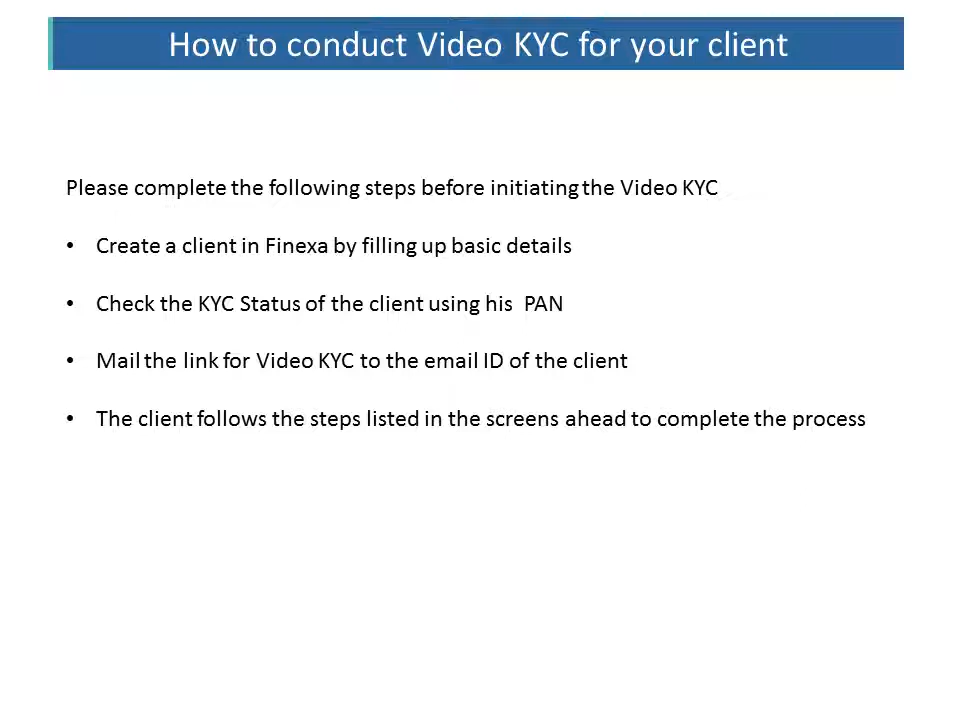 How to conduct Video KYC for your client
Please complete the following steps before initiating the Video KYC
• Create a client in Finexa by filling up basic details
• Check the KYC Status of the client using his PAN
• Mail the link for Video KYC to the email ID of the client
• The client follows the steps listed in the screens ahead to complete the process